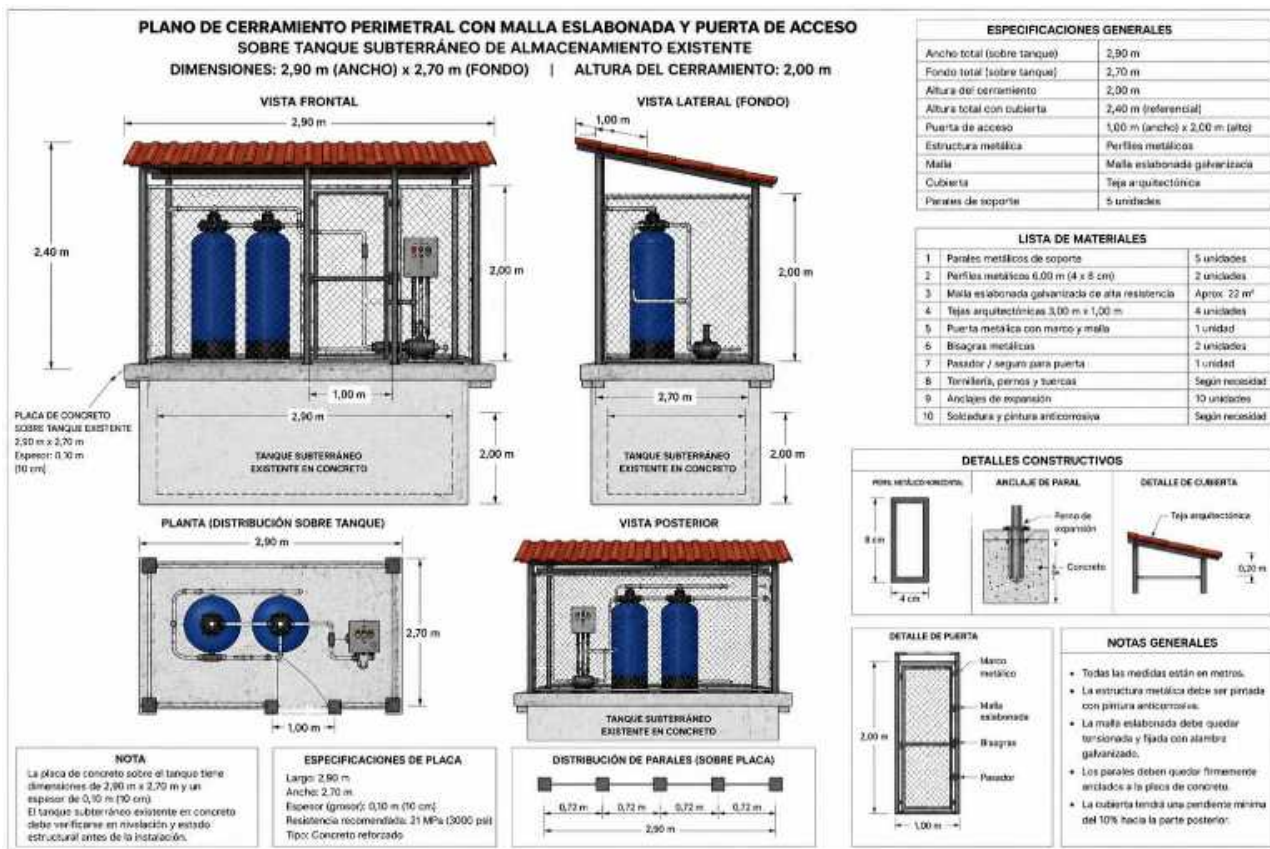 PLANO DE CERRAMIENTO PERIMETRAL CON MALLA ESLABONADA Y PUERTA DE ACCESO
SOBRE TANQUE SUBTERRÁNEO DE ALMACENAMIENTO EXISTENTE
DIMENSIONES: 2,90 m (ANCHO) x 2,70 m (FONDO) | ALTURA DEL CERRAMIENTO: 2,00 m
VISTA FRONTAL
2,90 m
2,40 m
2,00 m
1,00 m
2,90 m
2,00 m
PLACA DE CONCRETO
SOBRE TANQUE EXISTENTE
2,90 m x 2,70 m
Espesor: 0,10 m
(10 cm)
TANQUE SUBTERRÁNEO
EXISTENTE EN CONCRETO
VISTA LATERAL (FONDO)
1,00 m
2,00 m
2,70 m
2,00 m
TANQUE SUBTERRÁNEO
EXISTENTE EN CONCRETO
ESPECIFICACIONES GENERALES
Ancho total (sobre tanque) 2,90 m
Fondo total (sobre tanque) 2,70 m
Altura del cerramiento 2,00 m
Altura total con cubierta 2,40 m (referencial)
Puerta de acceso 1,00 m (ancho) x 2,00 m (alto)
Estructura metálica Perfiles metálicos
Malla Malla eslabonada galvanizada
Cubierta Teja arquitectónica
Parales de soporte 5 unidades
LISTA DE MATERIALES
1 Parales metálicos de soporte 5 unidades
2 Perfiles metálicos 6,00 m (4 x 8 cm) 2 unidades
3 Malla eslabonada galvanizada de alta resistencia Aprox. 22 m²
4 Tejas arquitectónicas 3,00 m x 1,00 m 4 unidades
5 Puerta metálica con marco y malla 1 unidad
6 Bisagras metálicas 2 unidades
7 Pasador / seguro para puerta 1 unidad
8 Tornillería, pernos y tuercas Según necesidad
9 Anclajes de expansión 10 unidades
10 Soldadura y pintura anticorrosiva Según necesidad
PLANTA (DISTRIBUCIÓN SOBRE TANQUE)
2,90 m
2,70 m
1,00 m
VISTA POSTERIOR
TANQUE SUBTERRÁNEO
EXISTENTE EN CONCRETO
DETALLES CONSTRUCTIVOS
PERFIL METÁLICO HORIZONTAL
8 cm
4 cm
ANCLAJE DE PARAL
Perno de
expansión
Concreto
DETALLE DE CUBIERTA
Teja arquitectónica
0,20 m
DETALLE DE PUERTA
2,00 m
Marco
metálico
Malla
eslabonada
Bisagras
Pasador
1,00 m
NOTAS GENERALES
• Todas las medidas están en metros.
• La estructura metálica debe ser pintada
con pintura anticorrosiva.
• La malla eslabonada debe quedar
tensionada y fijada con alambre
galvanizado.
• Los parales deben quedar firmemente
anclados a la placa de concreto.
• La cubierta tendrá una pendiente mínima
del 10% hacia la parte posterior.
NOTA
La placa de concreto sobre el tanque tiene
dimensiones de 2,90 m x 2,70 m y un
espesor de 0,10 m (10 cm)
El tanque subterráneo existente en concreto
debe verificarse en nivelación y estado
estructural antes de la instalación.
ESPECIFICACIONES DE PLACA
Largo: 2,90 m
Ancho: 2,70 m
Espesor (grosor): 0,10 m (10 cm)
Resistencia recomendada: 21 MPa (3000 psi)
Tipo: Concreto reforzado
DISTRIBUCIÓN DE PARALES (SOBRE PLACA)
0,72 m 0,72 m 0,72 m 0,72 m
2,90 m